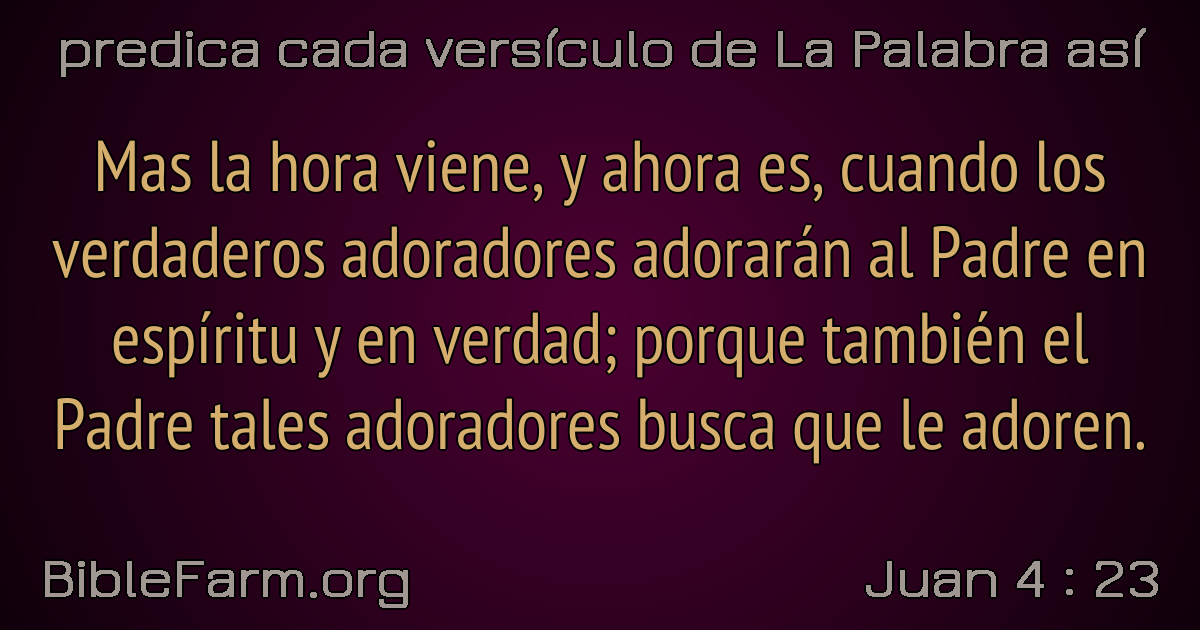 predica cada versículo de La Palabra así
Mas la hora viene, y ahora es, cuando los
verdaderos adoradores adorarán al Padre en
espíritu y en verdad; porque también el
Padre tales adoradores busca que le adoren.
BibleFarm.org
Juan 4 : 23